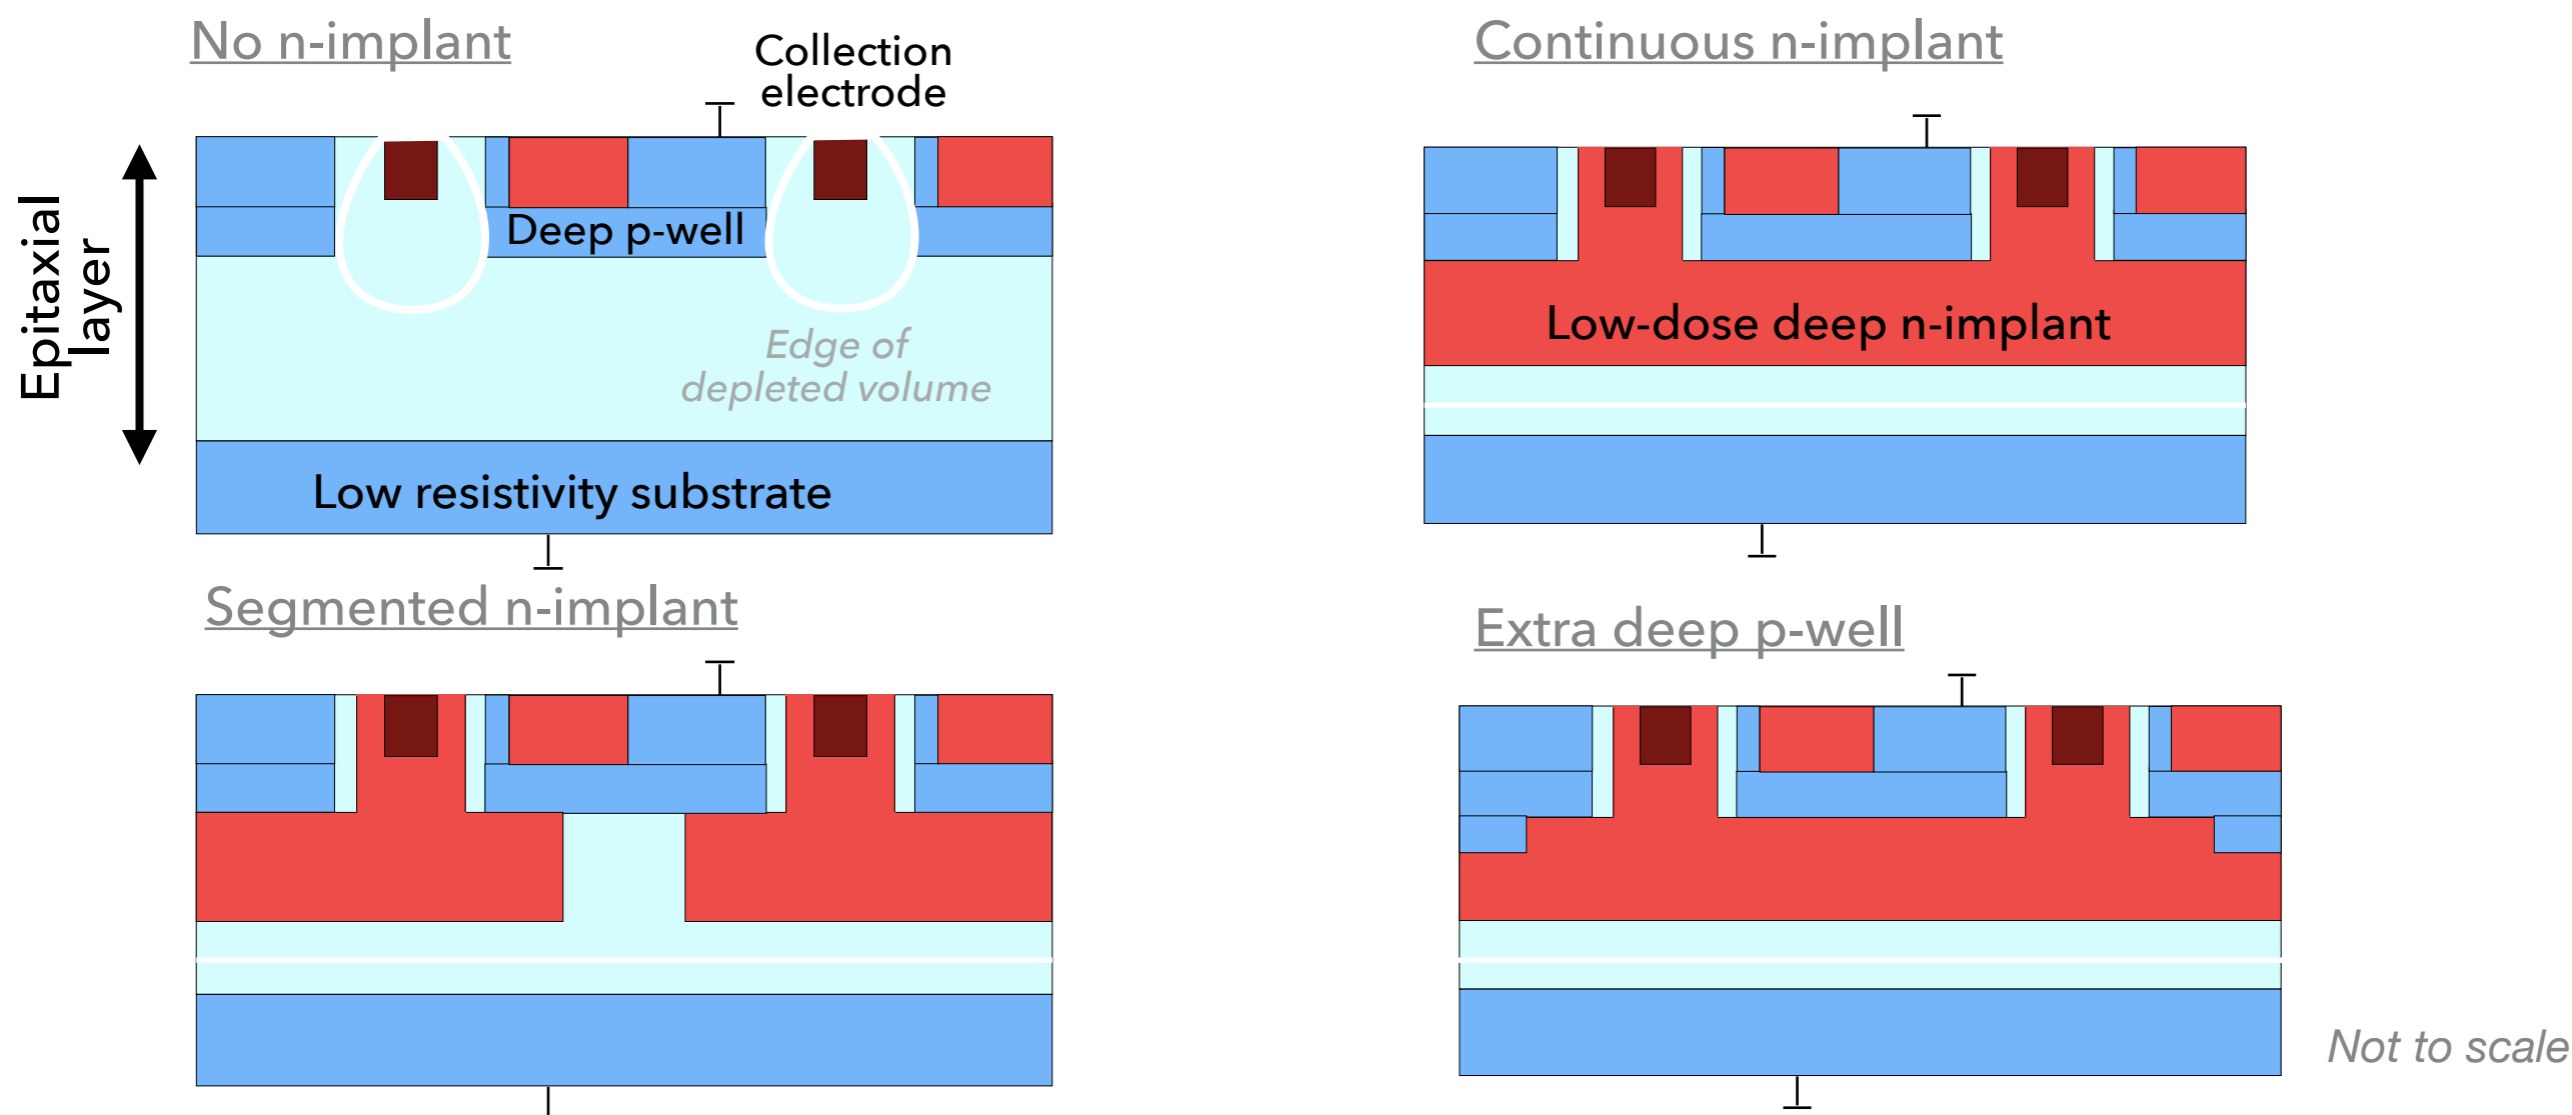 No n-implant
Collection
electrode
Epitaxial
layer
Deep p-well
Edge of
depleted volume
Low resistivity substrate
Continuous n-implant
Low-dose deep n-implant
Segmented n-implant
Extra deep p-well
Not to scale